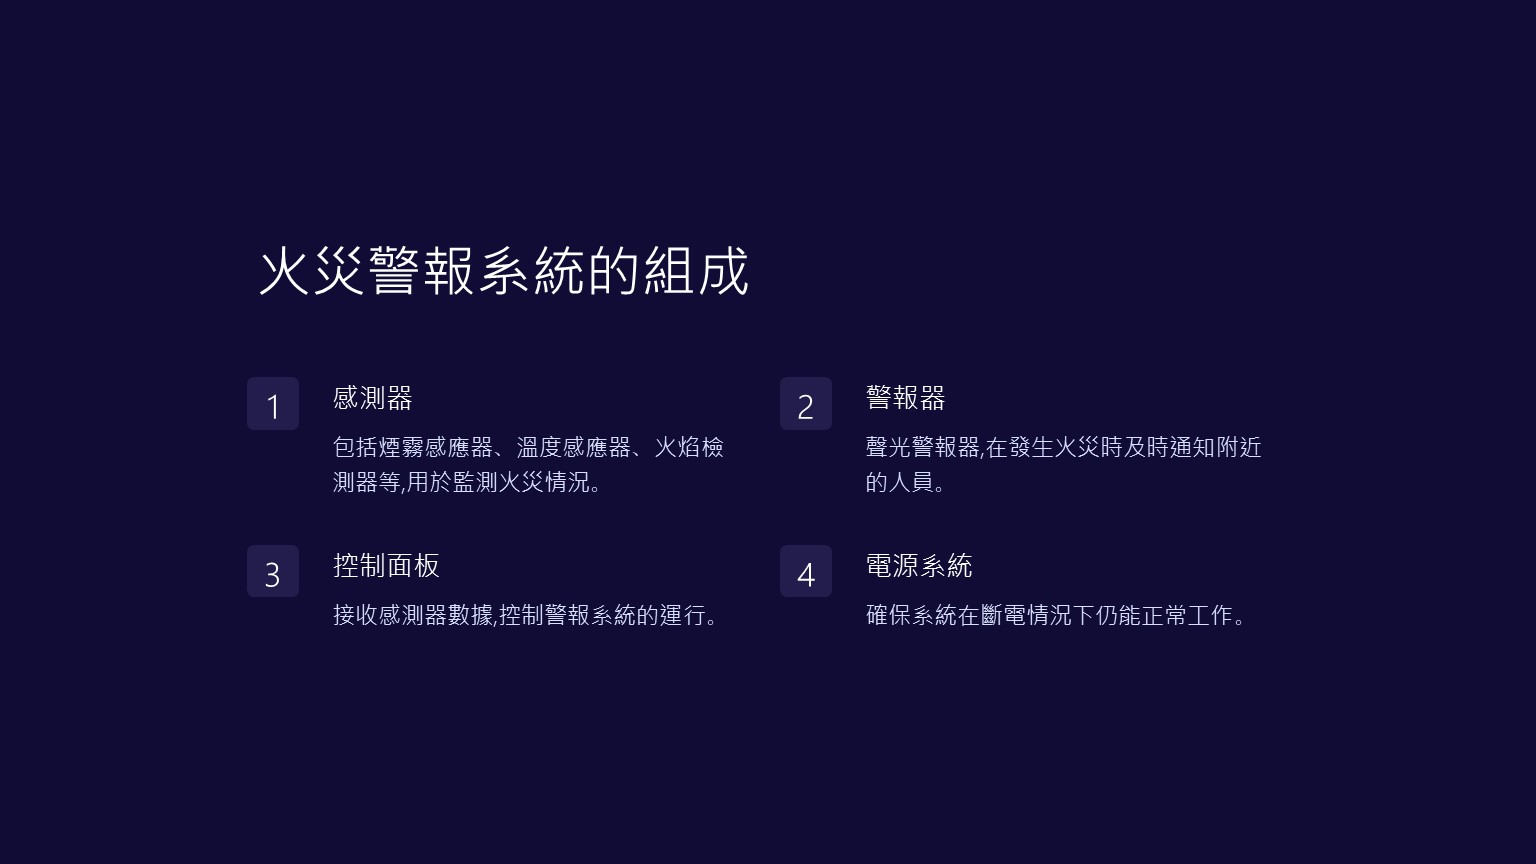 火災警報系統的組成
1
感測器
包括煙霧感應器、溫度感應器、火焰檢
測器等,用於監測火災情況。
2
警報器
聲光警報器,在發生火災時及時通知附近
的人員。
3
控制面板
接收感測器數據,控制警報系統的運行。
4
電源系統
確保系統在斷電情況下仍能正常工作。